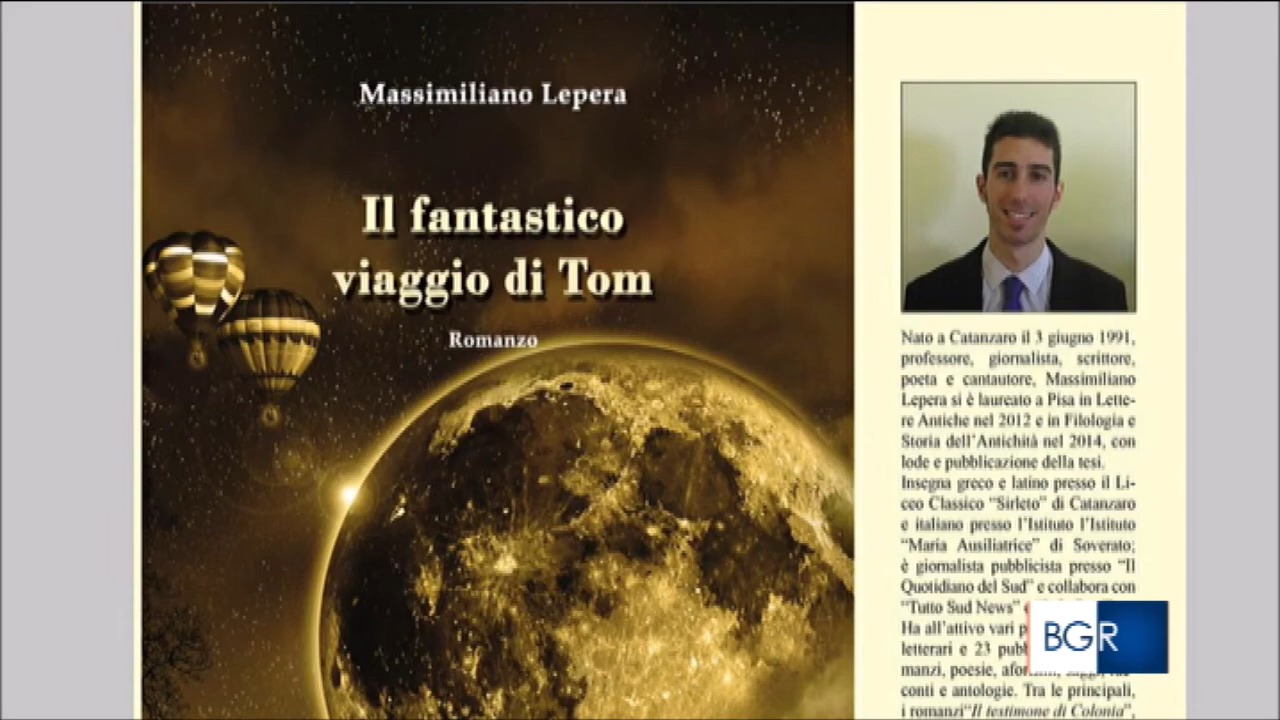 Massimiliano Lepera
Il fantastico
viaggio di Tom
Romanzo
Nato a Catanzaro il 3 giugno 1991,
professore, giornalista, scrittore,
poeta e cantautore, Massimiliano
Lepera si è laureato a Pisa in Lette-
re Antiche nel 2012 e in Filologia e
Storia dell'Antichità nel 2014, con
lode e pubblicazione della tesi.
Insegna greco e latino presso il Li-
ceo Classico "Sirleto" di Catanzaro
e italiano presso l'Istituto l'Istituto
"Maria Ausiliatrice" di Soverato;
è giornalista pubblicista presso "Il
Quotidiano del Sud" e collabora con
"Tutto Sud News"
Ha all'attivo vari
letterari e 23
manzi, poesie,
conti e antologie. Tra le principali,
i romanzi"Il testimone di Colonia",
BGR